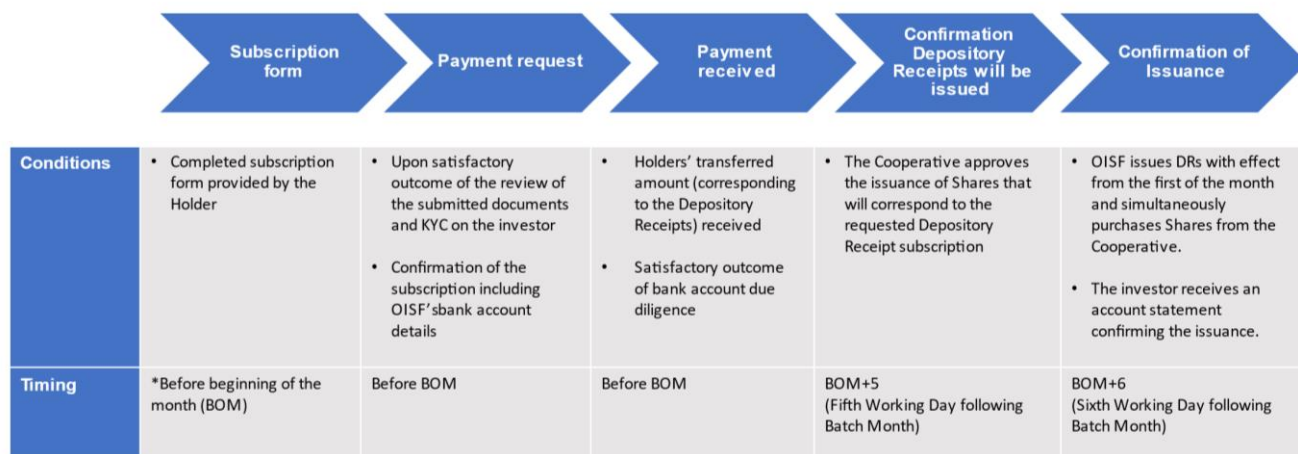 Subscription
form
Payment request
Payment
received
Confirmation
Depository
Receipts will be
issued
Confirmation of
Issuance
Conditions
• Completed subscription
form provided by the
Holder
• Upon satisfactory
outcome of the review of
the submitted documents
and KYC on the investor
• Confirmation of the
subscription including
OISF'sbank account
details
• Holders' transferred
amount (corresponding
to the Depository
Receipts) received
• Satisfactory outcome
of bank account due
diligence
• The Cooperative approves
the issuance of Shares that
will correspond to the
requested Depository
Receipt subscription
• OISF issues DRs with effect
from the first of the month
and simultaneously
purchases Shares from the
Cooperative.
• The investor receives an
account statement
confirming the issuance.
Timing
*Before beginning of the
month (BOM)
Before BOM
Before BOM
BOM+5
(Fifth Working Day following
Batch Month)
BOM+6
(Sixth Working Day following
Batch Month)